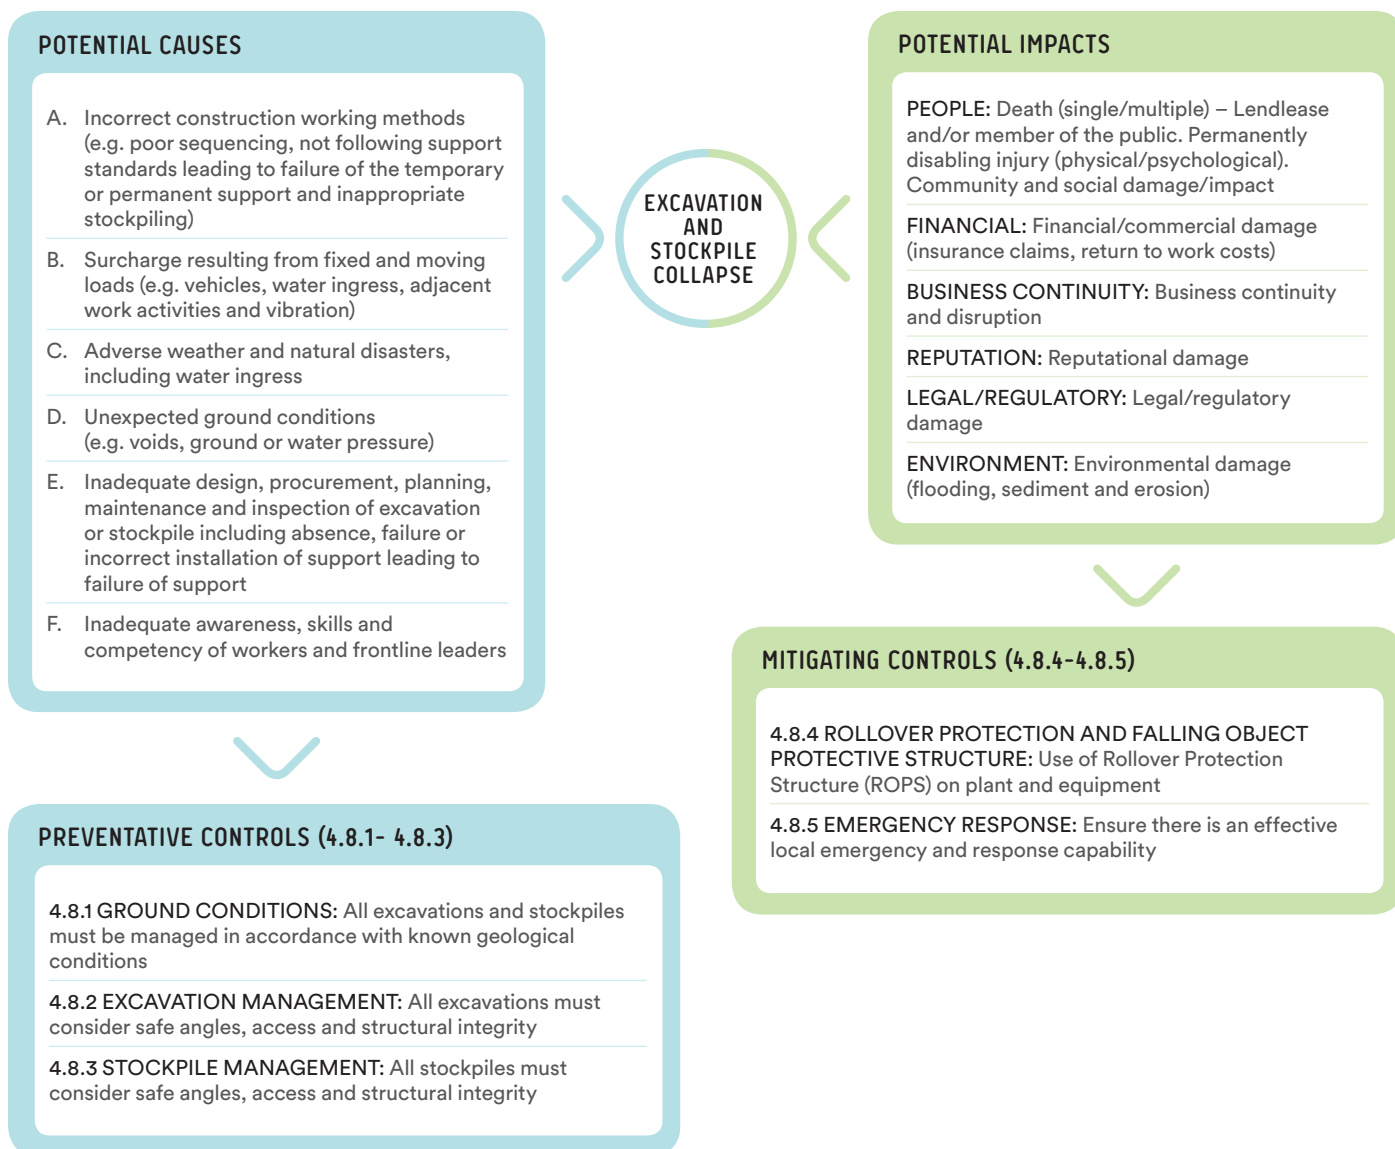 POTENTIAL CAUSES
A. Incorrect construction working methods
(e.g. poor sequencing, not following support
standards leading to failure of the temporary
or permanent support and inappropriate
stockpiling)
B. Surcharge resulting from fixed and moving
loads (e.g. vehicles, water ingress, adjacent
work activities and vibration)
C. Adverse weather and natural disasters,
including water ingress
D. Unexpected ground conditions
(e.g. voids, ground or water pressure)
E. Inadequate design, procurement, planning,
maintenance and inspection of excavation
or stockpile including absence, failure or
incorrect installation of support leading to
failure of support
F. Inadequate awareness, skills and
competency of workers and frontline leaders
EXCAVATION
AND
STOCKPILE
COLLAPSE
POTENTIAL IMPACTS
PEOPLE: Death (single/multiple) – Lendlease
and/or member of the public. Permanently
disabling injury (physical/psychological).
Community and social damage/impact
FINANCIAL: Financial/commercial damage
(insurance claims, return to work costs)
BUSINESS CONTINUITY: Business continuity
and disruption
REPUTATION: Reputational damage
LEGAL/REGULATORY: Legal/regulatory
damage
ENVIRONMENT: Environmental damage
(flooding, sediment and erosion)
PREVENTATIVE CONTROLS (4.8.1- 4.8.3)
4.8.1 GROUND CONDITIONS: All excavations and stockpiles
must be managed in accordance with known geological
conditions
4.8.2 EXCAVATION MANAGEMENT: All excavations must
consider safe angles, access and structural integrity
4.8.3 STOCKPILE MANAGEMENT: All stockpiles must
consider safe angles, access and structural integrity
MITIGATING CONTROLS (4.8.4-4.8.5)
4.8.4 ROLLOVER PROTECTION AND FALLING OBJECT
PROTECTIVE STRUCTURE: Use of Rollover Protection
Structure (ROPS) on plant and equipment
4.8.5 EMERGENCY RESPONSE: Ensure there is an effective
local emergency and response capability